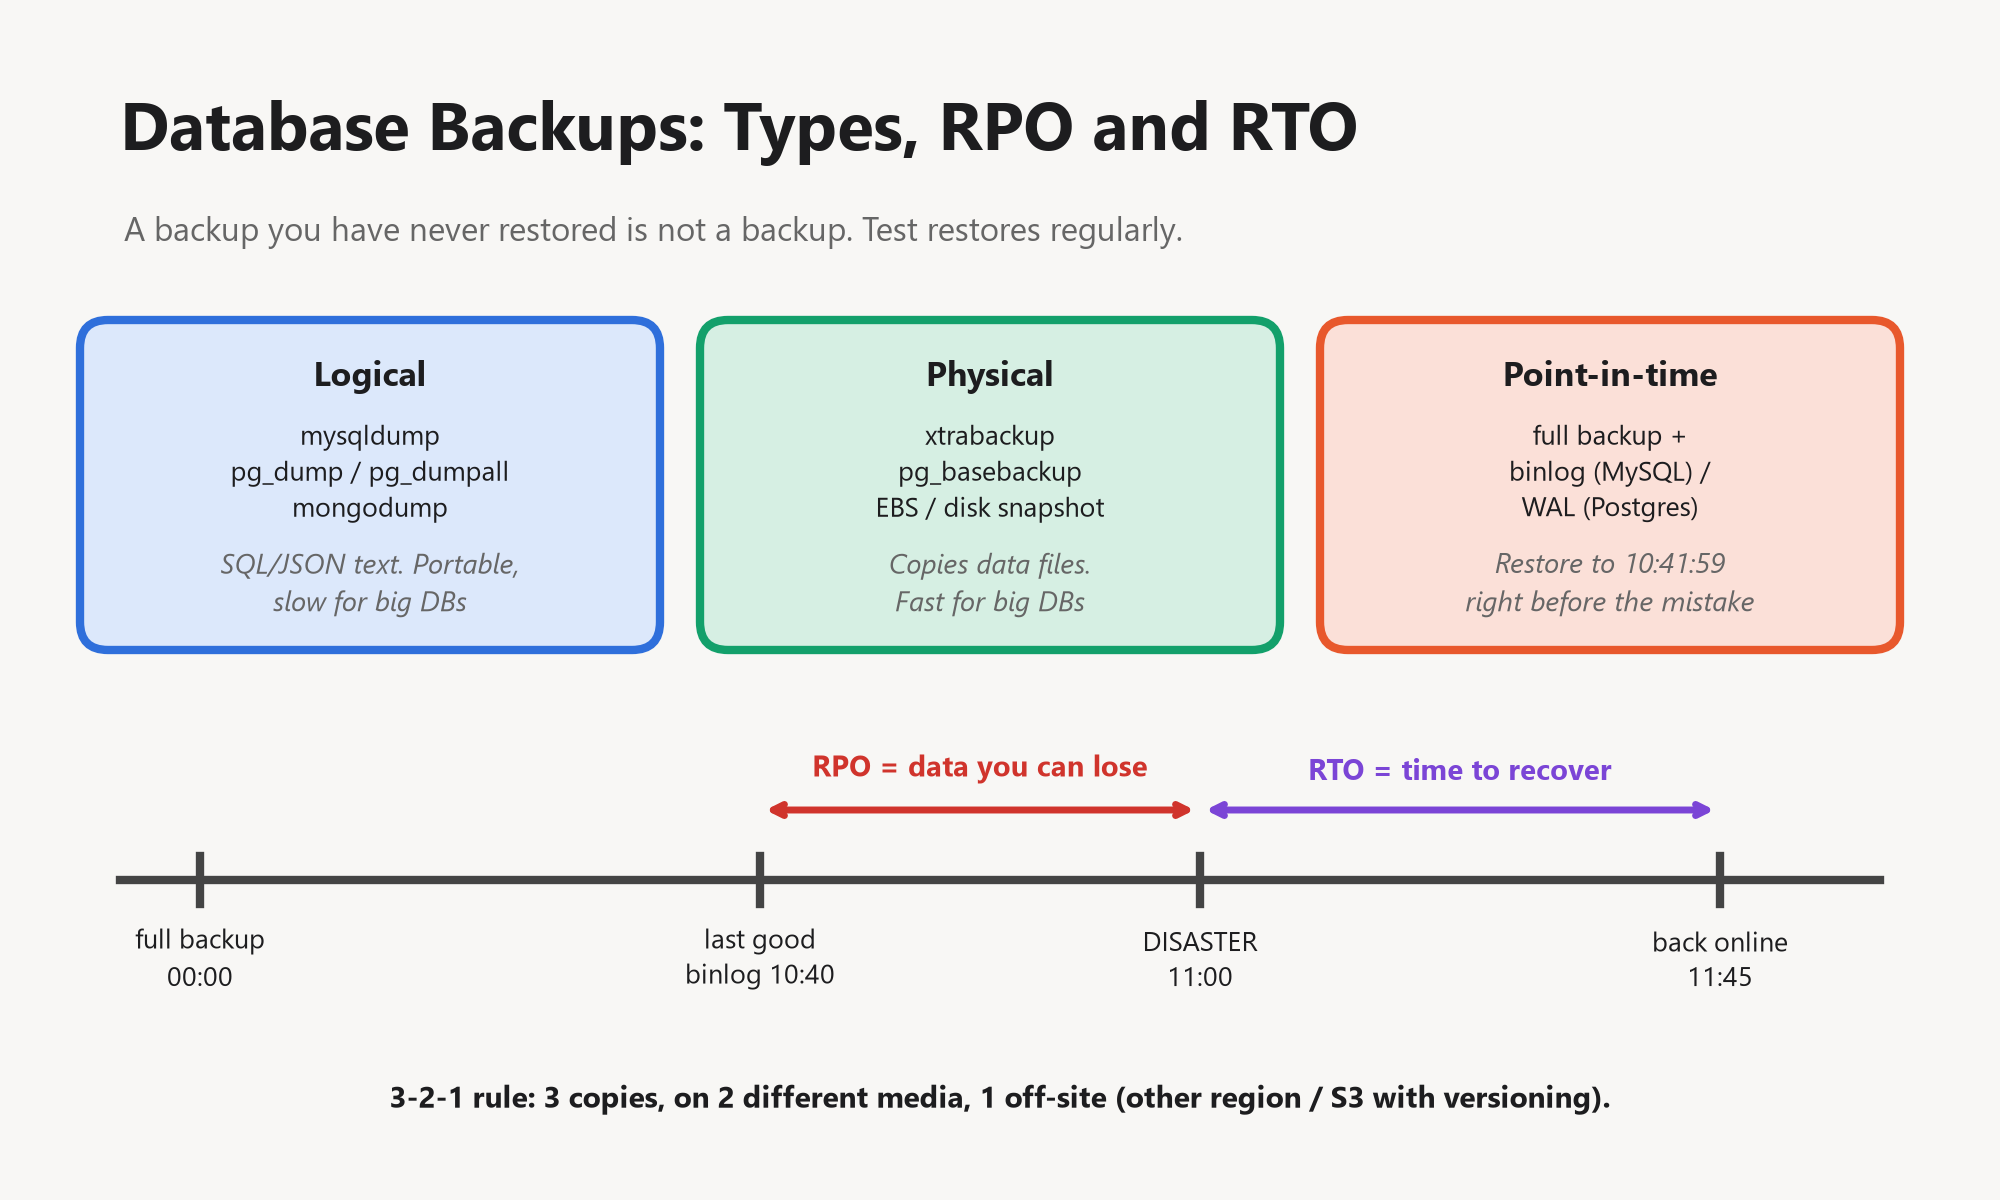 Database Backups: Types, RPO and RTO
A backup you have never restored is not a backup. Test restores regularly.
Logical
mysqldump
pg_dump / pg_dumpall
mongodump
SQL/JSON text. Portable,
slow for big DBs
Physical
xtrabackup
pg_basebackup
EBS / disk snapshot
Copies data files.
Fast for big DBs
Point-in-time
full backup +
binlog (MySQL) /
WAL (Postgres)
Restore to 10:41:59
right before the mistake
RPO = data you can lose
RTO = time to recover
full backup
00:00
last good
binlog 10:40
DISASTER
11:00
back online
11:45
3-2-1 rule: 3 copies, on 2 different media, 1 off-site (other region / S3 with versioning).